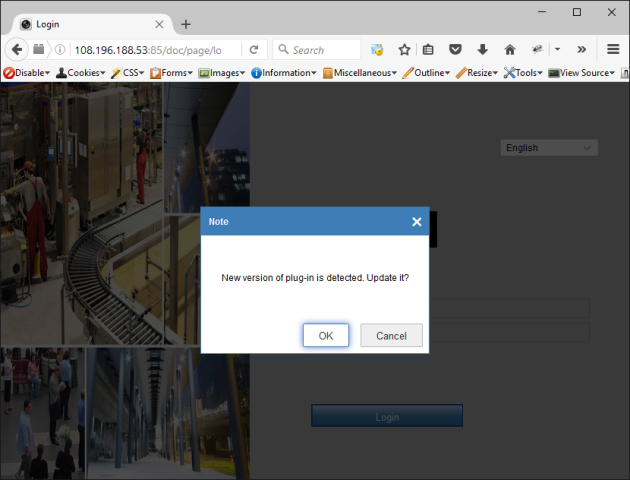 Login
108.196.188.53:85/doc/page/lo
Search
Disable
Cookies
CSS
Forms
Images
Information
Miscellaneous
Outline
Resize
Tools
View Source
English
Note
New version of plug-in is detected. Update it?
OK
Cancel
Login